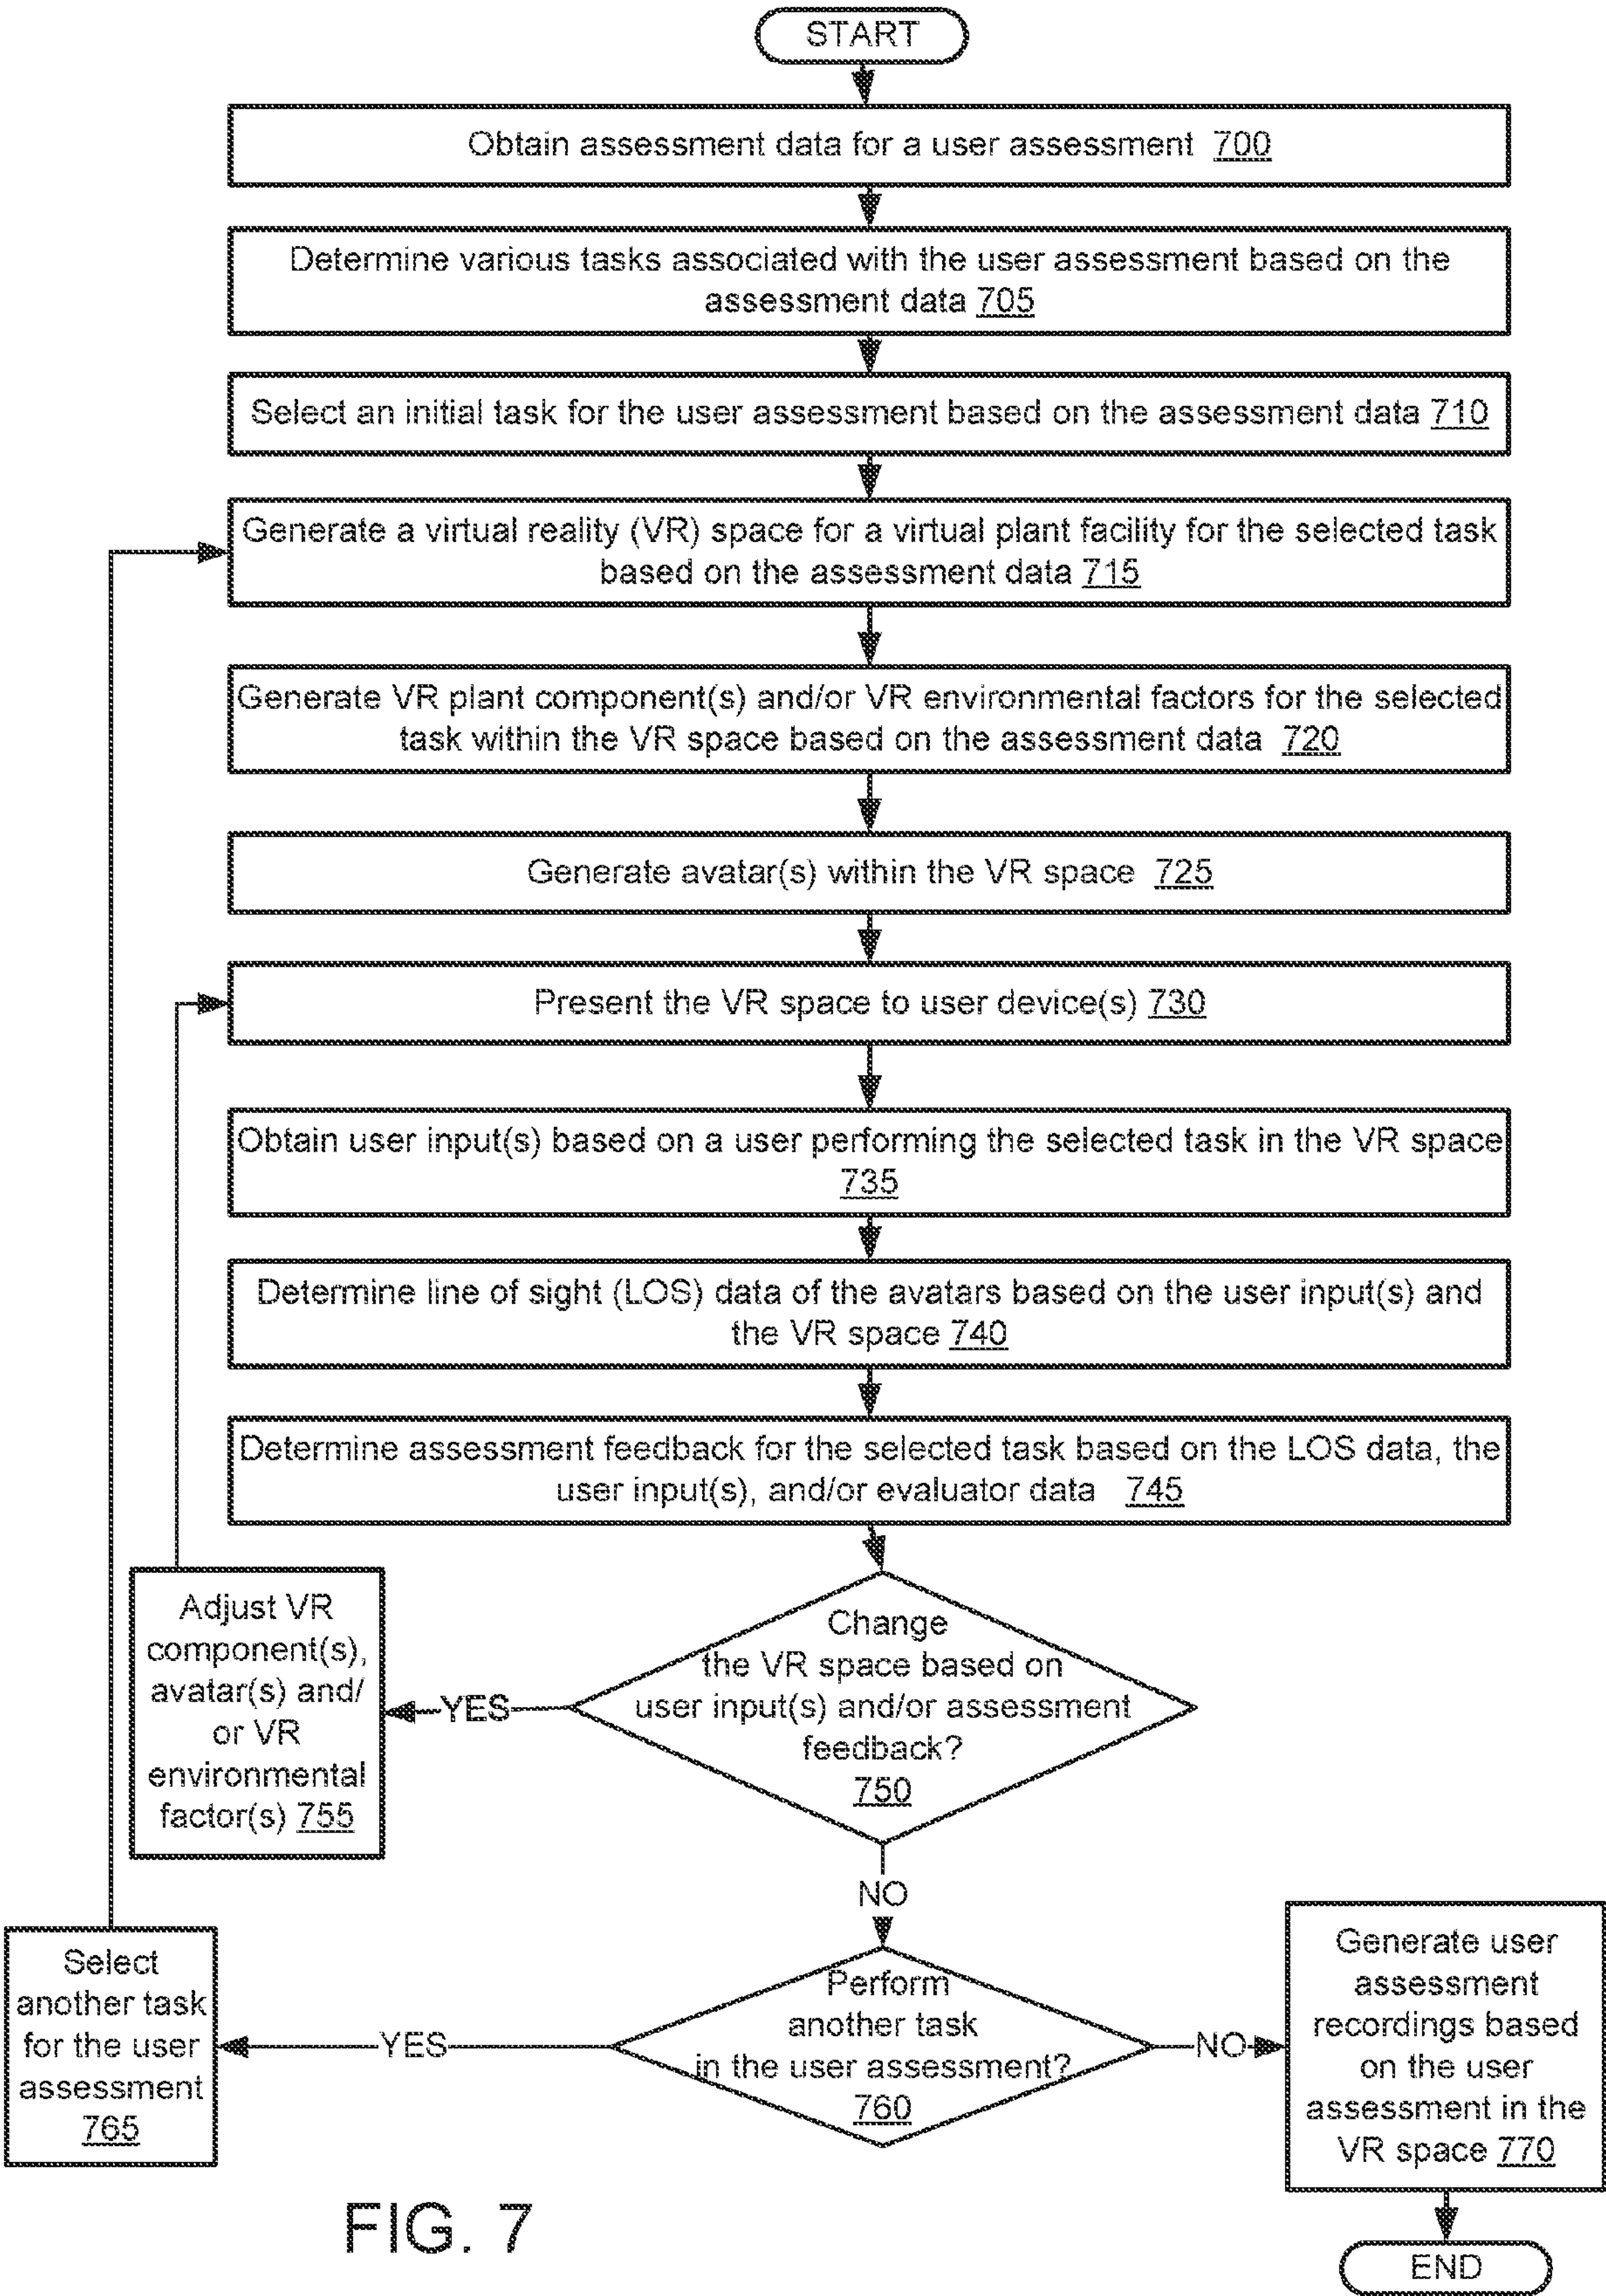 START
Obtain assessment data for a user assessment 700
Determine various tasks associated with the user assessment based on the
assessment data 705
Select an initial task for the user assessment based on the assessment data 710
Generate a virtual reality (VR) space for a virtual plant facility for the selected task
based on the assessment data 715
Generate VR plant component(s) and/or VR environmental factors for the selected
task within the VR space based on the assessment data 720
Generate avatar(s) within the VR space 725
Present the VR space to user device(s) 730
Obtain user input(s) based on a user performing the selected task in the VR space
735
Determine line of sight (LOS) data of the avatars based on the user input(s) and
the VR space 740
Determine assessment feedback for the selected task based on the LOS data, the
user input(s), and/or evaluator data 745
Change
the VR space based on
user input(s) and/or assessment
feedback?
750
YES
Adjust VR
component(s),
avatar(s) and/
or VR
environmental
factor(s) 755
NO
Perform
another task
in the user assessment?
760
YES
Select
another task
for the user
assessment
765
NO
Generate user
assessment
recordings based
on the user
assessment in the
VR space 770
END
FIG. 7